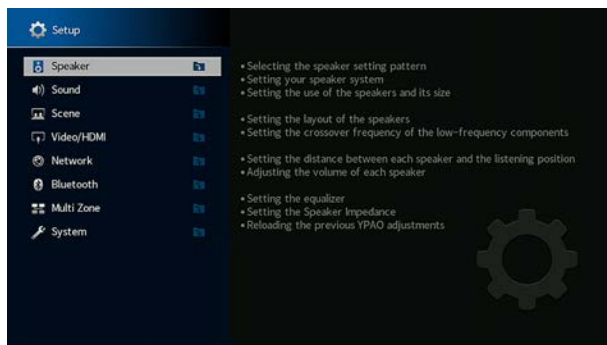 Setup
Speaker
Sound
Scene
Video/HDMI
Network
Bluetooth
Multi Zone
System
• Selecting the speaker setting pattern
• Setting your speaker system
• Setting the use of the speakers and its size
• Setting the layout of the speakers
• Setting the crossover frequency of the low-frequency components
• Setting the distance between each speaker and the listening position
• Adjusting the volume of each speaker
• Setting the equalizer
• Setting the Speaker Impedance
• Reloading the previous YPAO adjustments